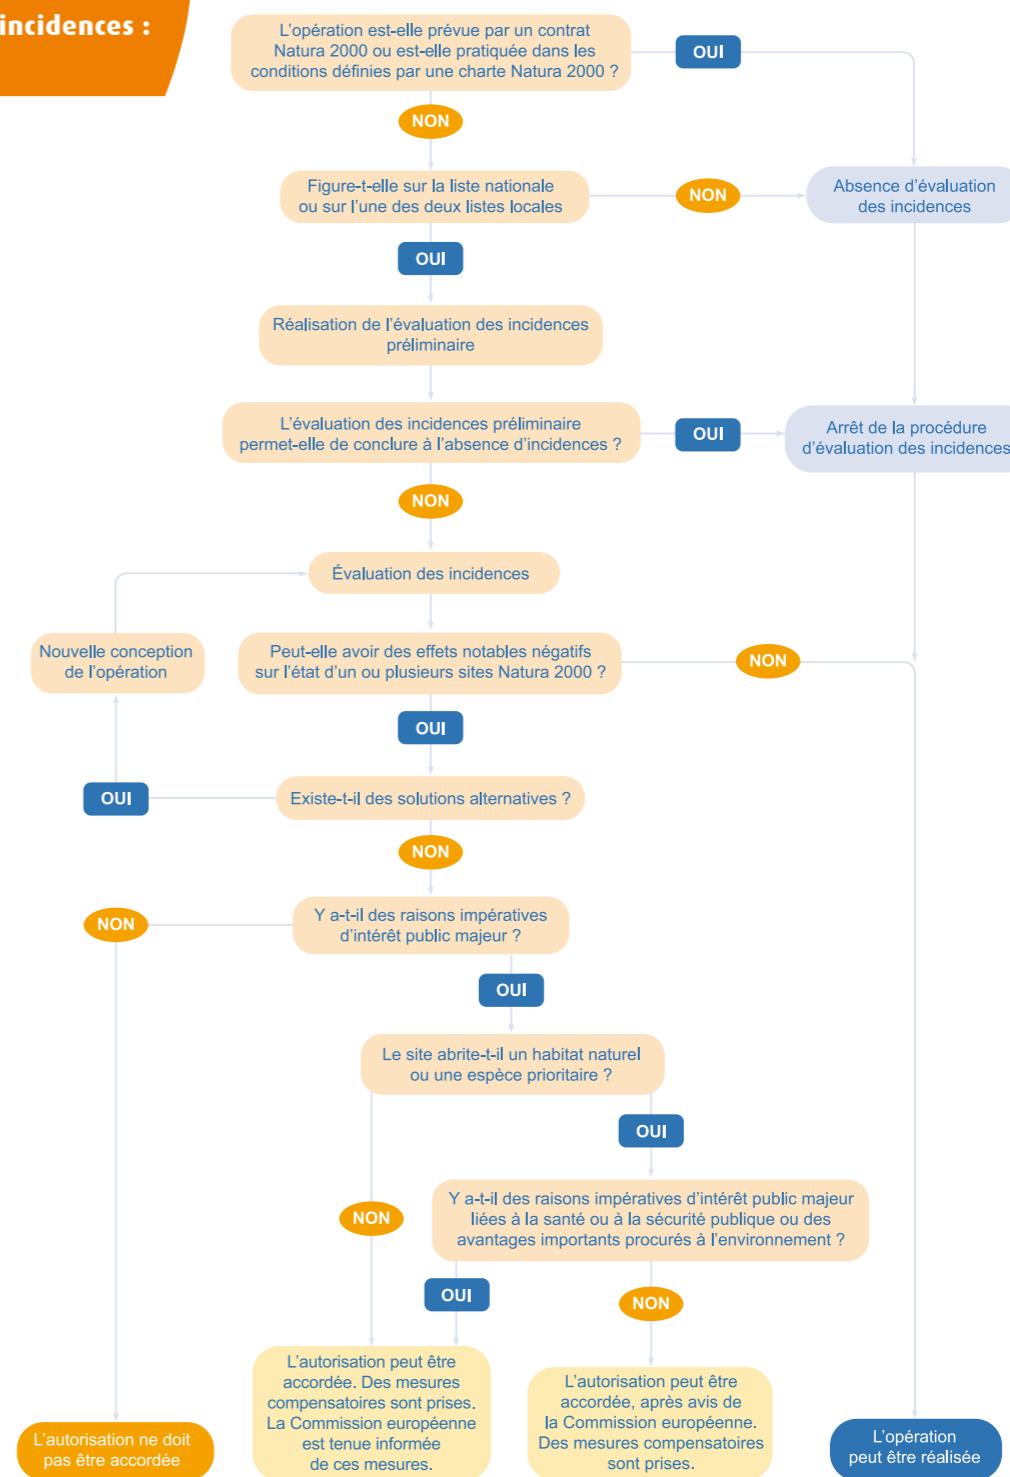 incidences :
L'opération est-elle prévue par un contrat
Natura 2000 ou est-elle pratiquée dans les
conditions définies par une charte Natura 2000 ?
OUI
NON
Figure-t-elle sur la liste nationale
ou sur l'une des deux listes locales
NON
Absence d'évaluation
des incidences
OUI
Réalisation de l'évaluation des incidences
préliminaire
L'évaluation des incidences préliminaire
permet-elle de conclure à l'absence d'incidences ?
OUI
Arrêt de la procédure
d'évaluation des incidences
NON
Évaluation des incidences
Nouvelle conception
de l'opération
Peut-elle avoir des effets notables négatifs
sur l'état d'un ou plusieurs sites Natura 2000 ?
NON
OUI
OUI
Existe-t-il des solutions alternatives ?
NON
NON
Y a-t-il des raisons impératives
d'intérêt public majeur ?
OUI
Le site abrite-t-il un habitat naturel
ou une espèce prioritaire ?
OUI
NON
Y a-t-il des raisons impératives d'intérêt public majeur
liées à la santé ou à la sécurité publique ou des
avantages importants procurés à l'environnement ?
OUI
NON
L'autorisation ne doit
pas être accordée
L'autorisation peut être
accordée. Des mesures
compensatoires sont prises.
La Commission européenne
est tenue informée
de ces mesures.
L'autorisation peut être
accordée, après avis de
la Commission européenne.
Des mesures compensatoires
sont prises.
L'opération
peut être réalisée